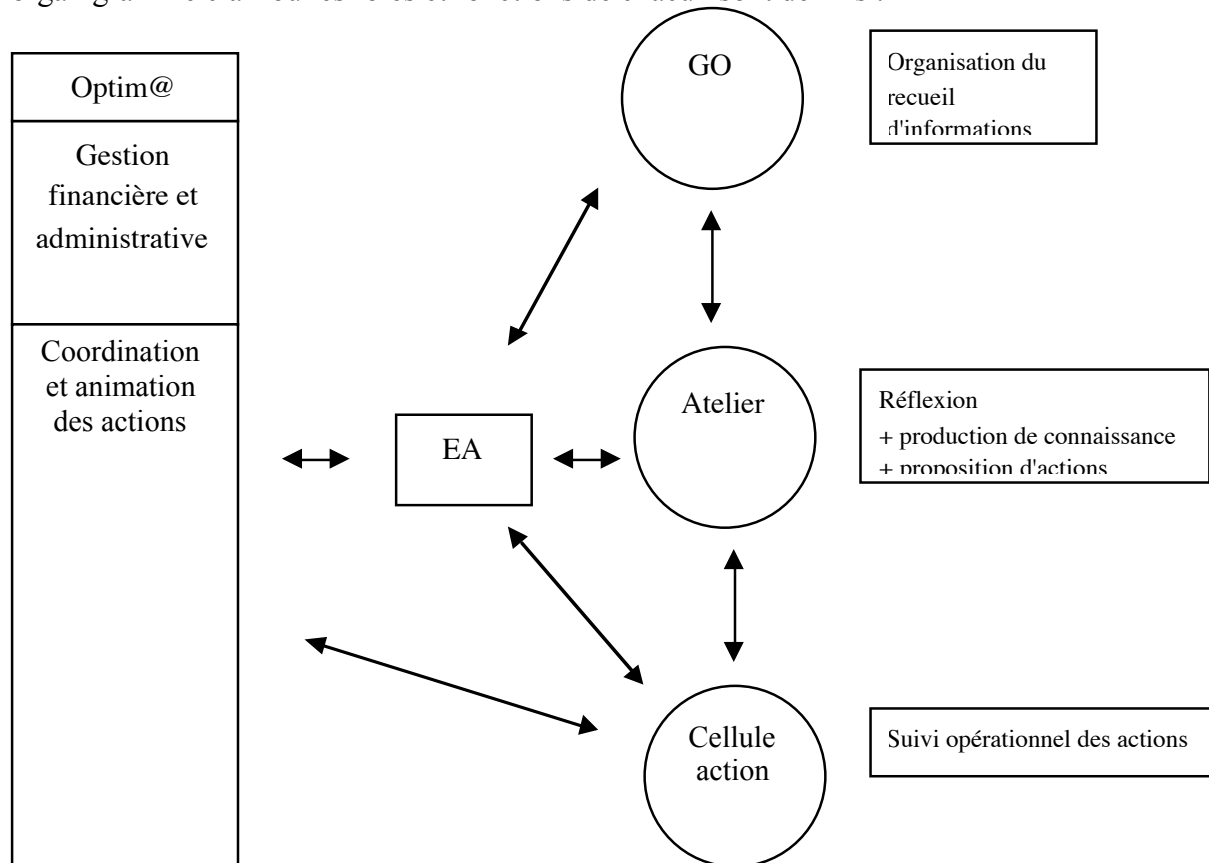 Optim@
Gestion
financière et
administrative
Coordination
et animation
des actions
GO
Organisation du
recueil
d'informations
EA
Atelier
Réflexion
+ production de connaissance
+ proposition d'actions
Cellule
action
Suivi opérationnel des actions